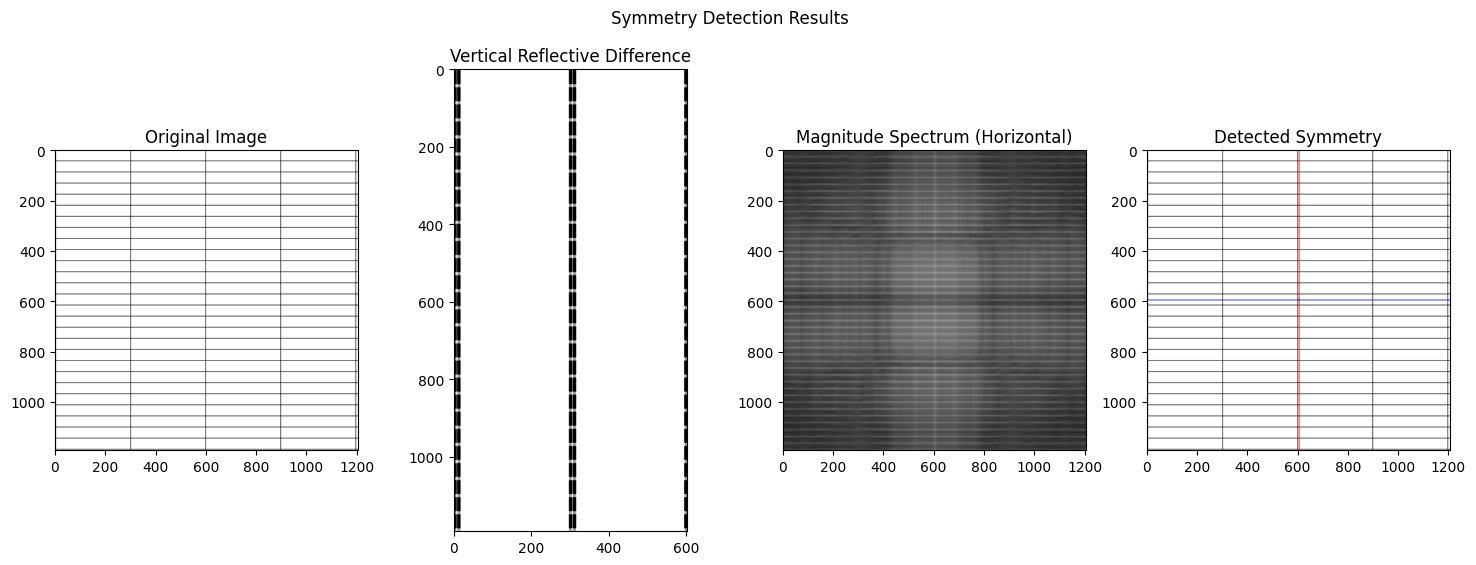 Symmetry Detection Results
Vertical Reflective Difference
0
200
400
600
800
1000
0 200 400 600
Original Image
0
200
400
600
800
1000
0 200 400 600 800 1000 1200
Magnitude Spectrum (Horizontal)
0
200
400
600
800
1000
0 200 400 600 800 1000 1200
Detected Symmetry
0
200
400
600
800
1000
0 200 400 600 800 1000 1200